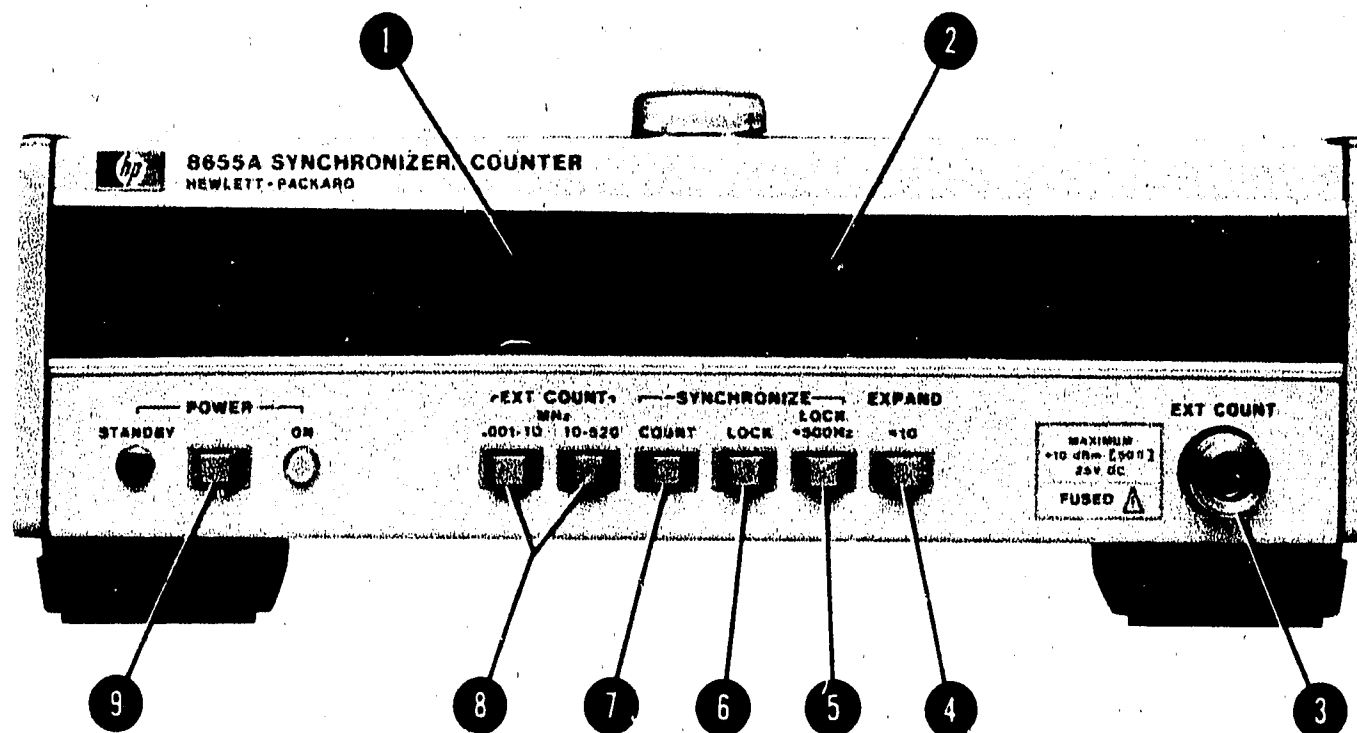 1
2
hp
8655A SYNCHRONIZER/COUNTER
HEWLETT-PACKARD
POWER
STANDBY
ON
EXT COUNT
MHz
.001-10
10-520
SYNCHRONIZE
COUNT
LOCK
LOCK
+500Hz
EXPAND
×10
MAXIMUM
+10 dBm [50Ω]
25V DC
FUSED
EXT COUNT
9
8
7
6
5
4
3